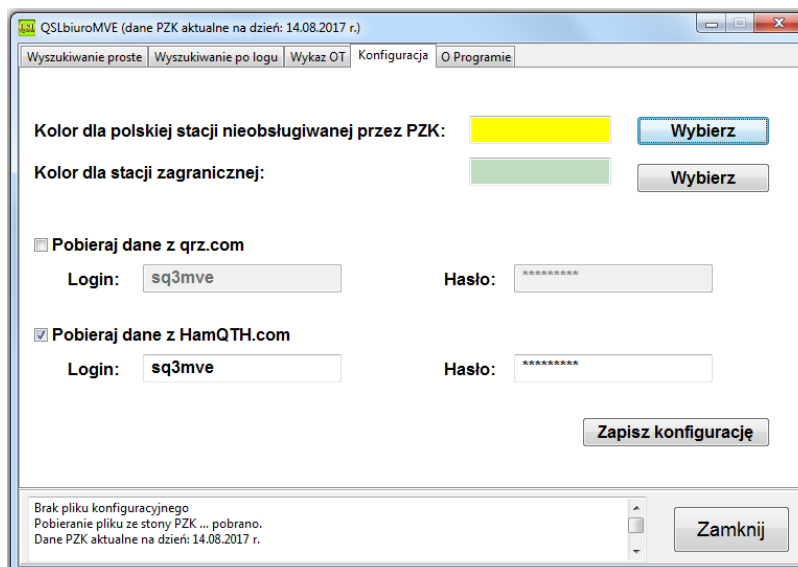 QSLbiuroMVE (dane PZK aktualne na dzień: 14.08.2017 r.)
Wyszukiwanie proste Wyszukiwanie po logu Wykaz OT Konfiguracja O Programie
Kolor dla polskiej stacji nieobsługiwanej przez PZK: Wybierz
Kolor dla stacji zagranicznej: Wybierz
Pobieraj dane z qrz.com
Login: sq3mve Hasło: *********
Pobieraj dane z HamQTH.com
Login: sq3mve Hasło: *********
Zapisz konfigurację
Brak pliku konfiguracyjnego
Pobieranie pliku ze stony PZK ... pobrano.
Dane PZK aktualne na dzień: 14.08.2017 r.
Zamknij